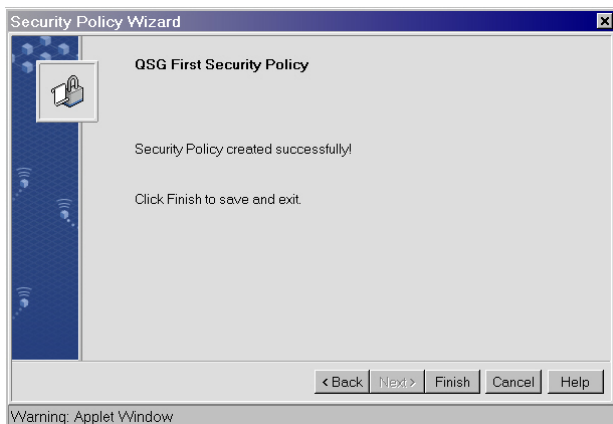 Security Policy Wizard
QSG First Security Policy
Security Policy created successfully!
Click Finish to save and exit.
< Back Next > Finish Cancel Help
Warning: Applet Window